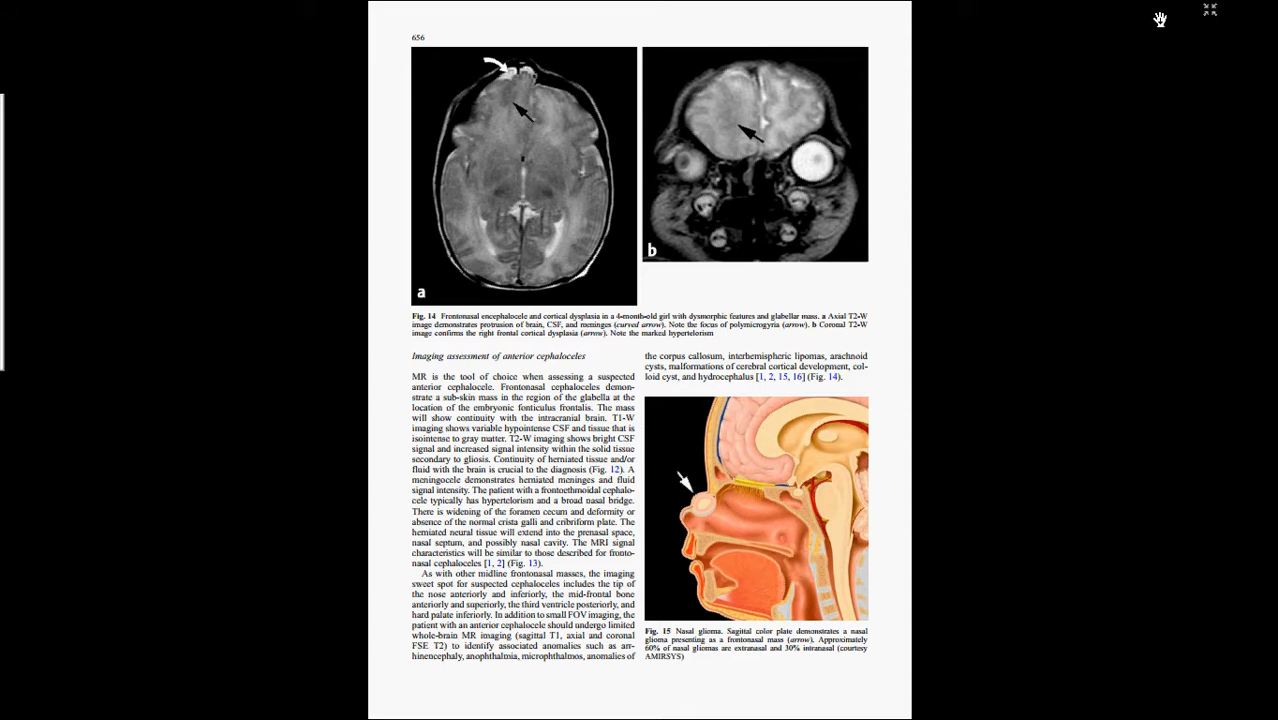 656
a
b
Fig. 14 Frontonasal encephalocele and cortical dysplasia in a 4-month-old girl with dysmorphic features and glabellar mass. a Axial T2-W
image demonstrates protrusion of brain, CSF, and meninges (curved arrow). Note the focus of polymicrogyria (arrow). b Coronal T2-W
image confirms the right frontal cortical dysplasia (arrow). Note the marked hypertelorism
Imaging assessment of anterior cephaloceles
MR is the tool of choice when assessing a suspected
anterior cephalocele. Frontonasal cephaloceles demon-
strate a sub-skin mass in the region of the glabella at the
location of the embryonic fonticulus frontalis. The mass
will show continuity with the intracranial brain. T1-W
imaging shows variable hypointense CSF and tissue that is
isointense to gray matter. T2-W imaging shows bright CSF
signal and increased signal intensity within the solid tissue
secondary to gliosis. Continuity of herniated tissue and/or
fluid with the brain is crucial to the diagnosis (Fig. 12). A
meningocele demonstrates herniated meninges and fluid
signal intensity. The patient with a frontoethmoidal cephalo-
cele typically has hypertelorism and a broad nasal bridge.
There is widening of the foramen cecum and deformity or
absence of the normal crista galli and cribriform plate. The
herniated neural tissue will extend into the prenasal space,
nasal septum, and possibly nasal cavity. The MRI signal
characteristics will be similar to those described for fronto-
nasal cephaloceles [1, 2] (Fig. 13).
As with other midline frontonasal masses, the imaging
sweet spot for suspected cephaloceles includes the tip of
the nose anteriorly and inferiorly, the mid-frontal bone
anteriorly and superiorly, the third ventricle posteriorly, and
hard palate inferiorly. In addition to small FOV imaging, the
patient with an anterior cephalocele should undergo limited
whole-brain MR imaging (sagittal T1, axial and coronal
FSE T2) to identify associated anomalies such as arr-
hinencephaly, anophthalmia, microphthalmos, anomalies of
the corpus callosum, interhemispheric lipomas, arachnoid
cysts, malformations of cerebral cortical development, col-
loid cyst, and hydrocephalus [1, 2, 15, 16] (Fig. 14).
Fig. 15 Nasal glioma. Sagittal color plate demonstrates a nasal
glioma presenting as a frontonasal mass (arrow). Approximately
60% of nasal gliomas are extranasal and 30% intranasal (courtesy
AMIRSYS)